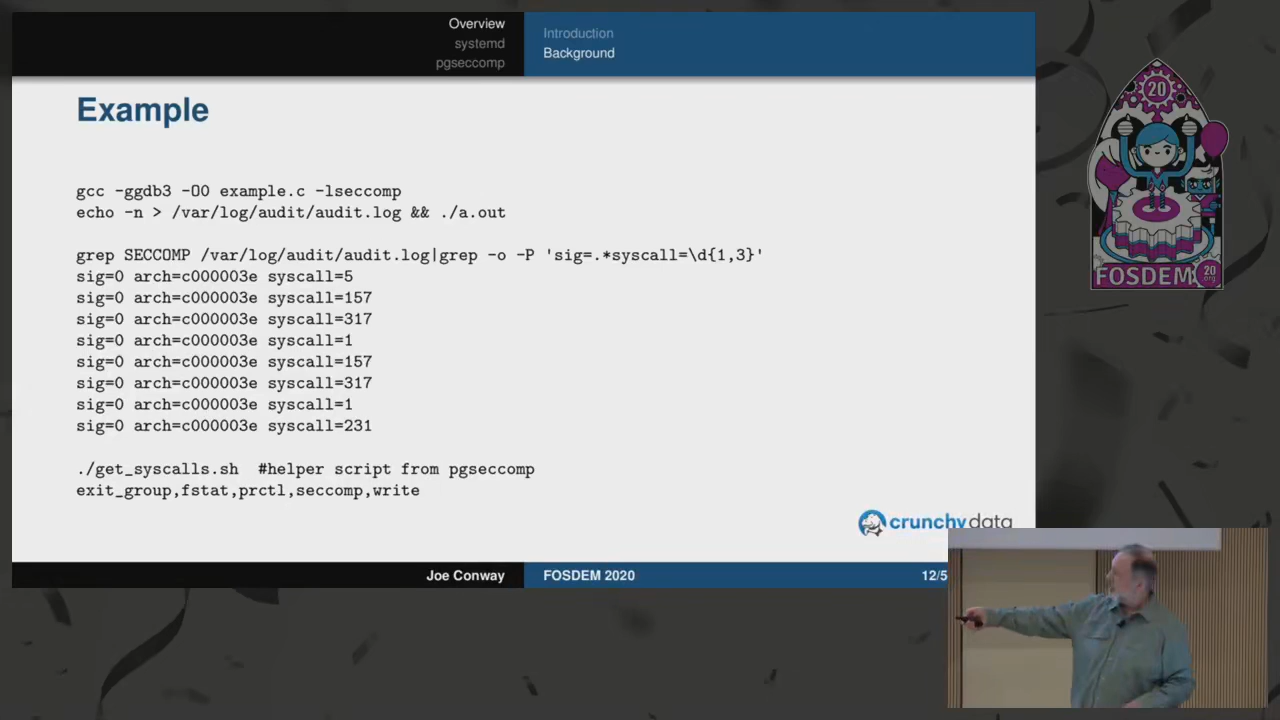 Overview
systemd
pgseccomp
Introduction
Background
Example
gcc -ggdb3 -O0 example.c -lseccomp
echo -n > /var/log/audit/audit.log && ./a.out
grep SECCOMP /var/log/audit/audit.log|grep -o -P 'sig=.*syscall=\d{1,3}'
sig=0 arch=c000003e syscall=5
sig=0 arch=c000003e syscall=157
sig=0 arch=c000003e syscall=317
sig=0 arch=c000003e syscall=1
sig=0 arch=c000003e syscall=157
sig=0 arch=c000003e syscall=317
sig=0 arch=c000003e syscall=1
sig=0 arch=c000003e syscall=231
./get_syscalls.sh #helper script from pgseccomp
exit_group,fstat,prctl,seccomp,write
crunchydata
Joe Conway
FOSDEM 2020
12/5
20
FOSDEM
20
.org